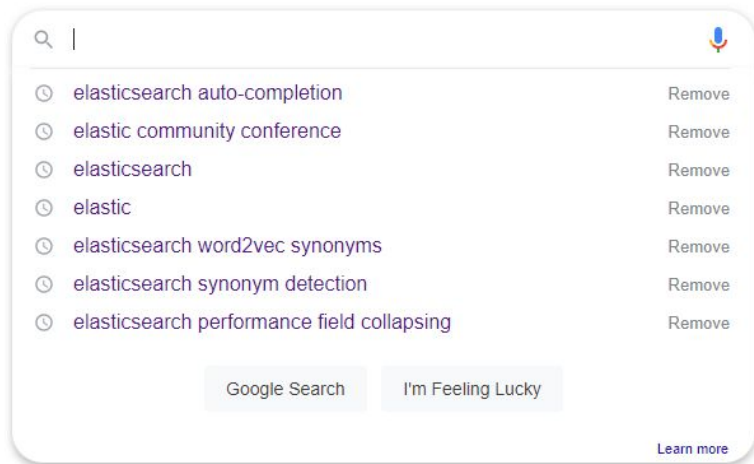 elasticsearch auto-completion Remove
elastic community conference Remove
elasticsearch Remove
elastic Remove
elasticsearch word2vec synonyms Remove
elasticsearch synonym detection Remove
elasticsearch performance field collapsing Remove
Google Search I'm Feeling Lucky
Learn more